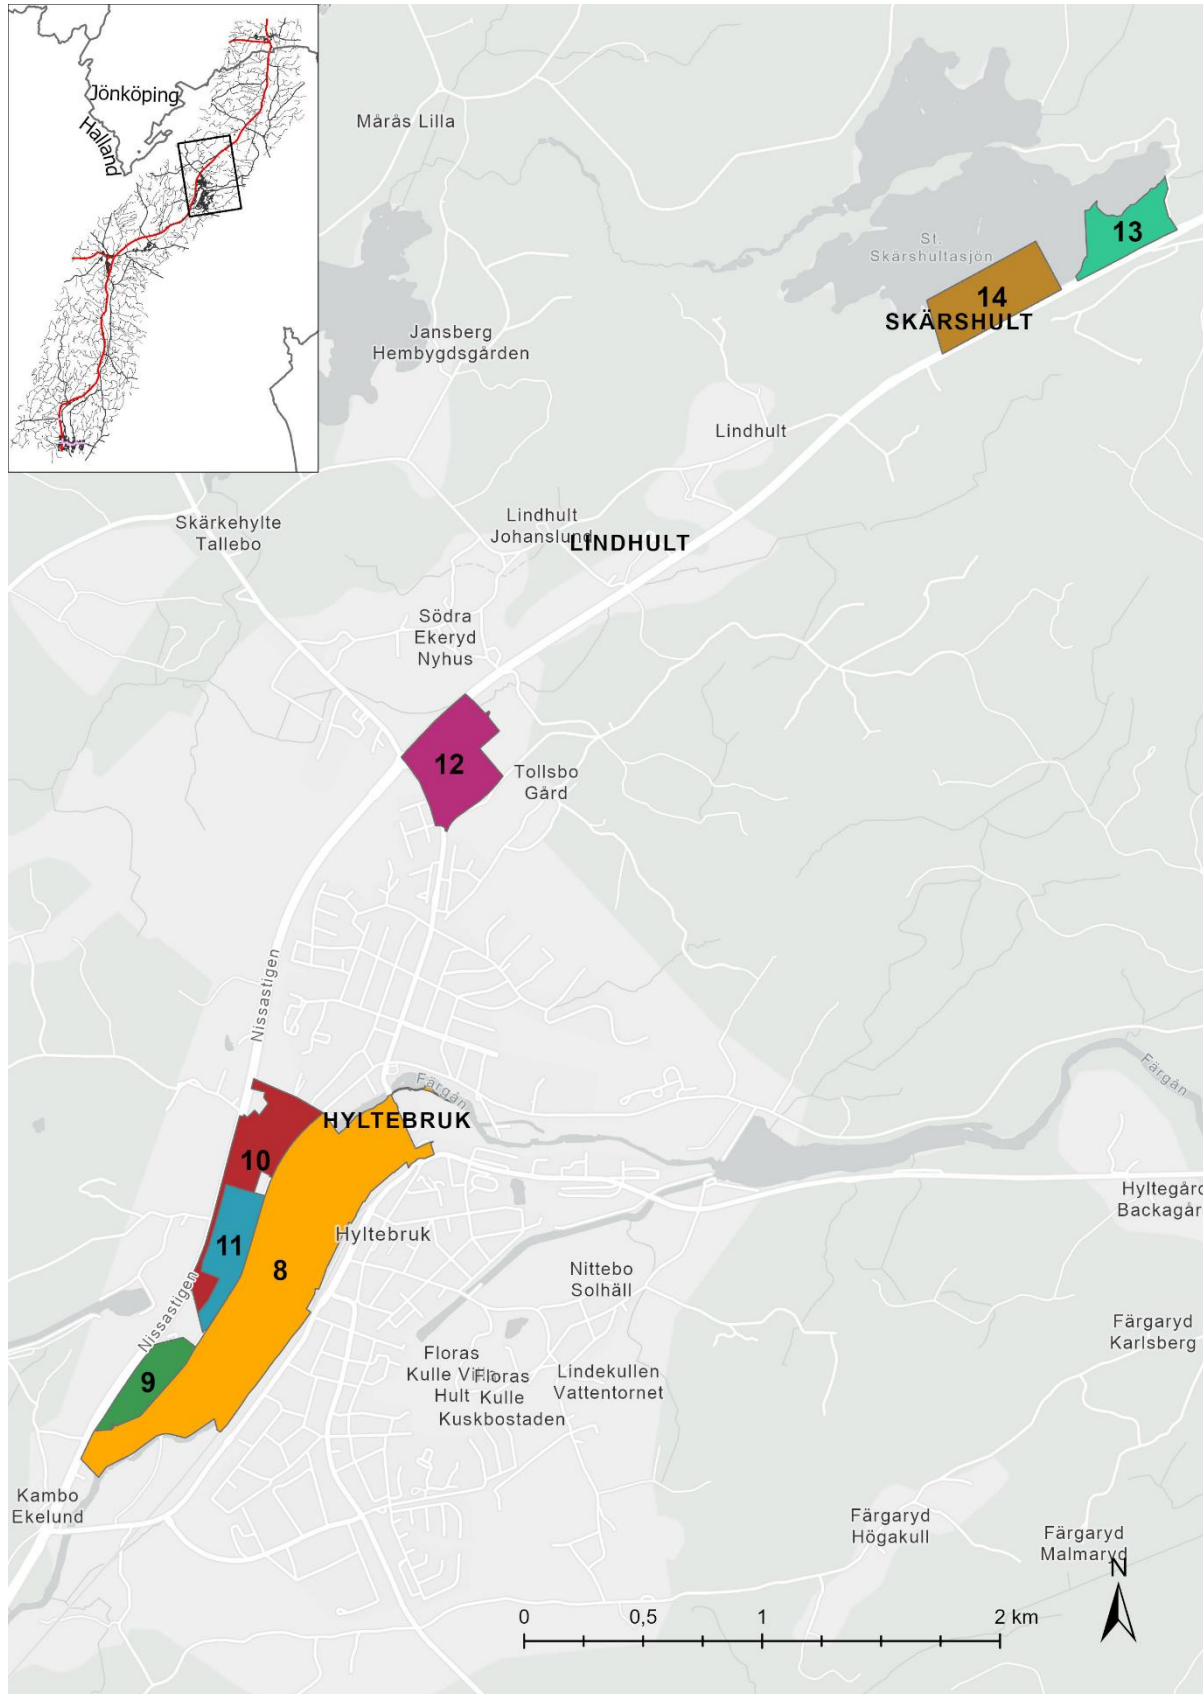 Jönköping
Halland
Mårås Lilla
13
St.
Skärshultasjön
14
SKÄRSHULT
Jansberg
Hembygdsgården
Lindhult
Skärkehylte
Tallebo
Lindhult
Johanslund
LINDHULT
Södra
Ekeryd
Nyhus
12
Tollsbo
Gård
Nissastigen
Färgån
Färgån
HYLTEBRUK
10
Hyltegård
Backagår
11
Hyltebruk
8
Nittebo
Solhäll
Nissastigen
Färgaryd
Karlsberg
9
Floras
Kulle Villa
Hult
Floras
Kulle
Kuskbostaden
Lindekullen
Vattentornet
Kambo
Ekelund
Färgaryd
Högakull
Färgaryd
Malmaryd
N
0 0,5 1 2 km